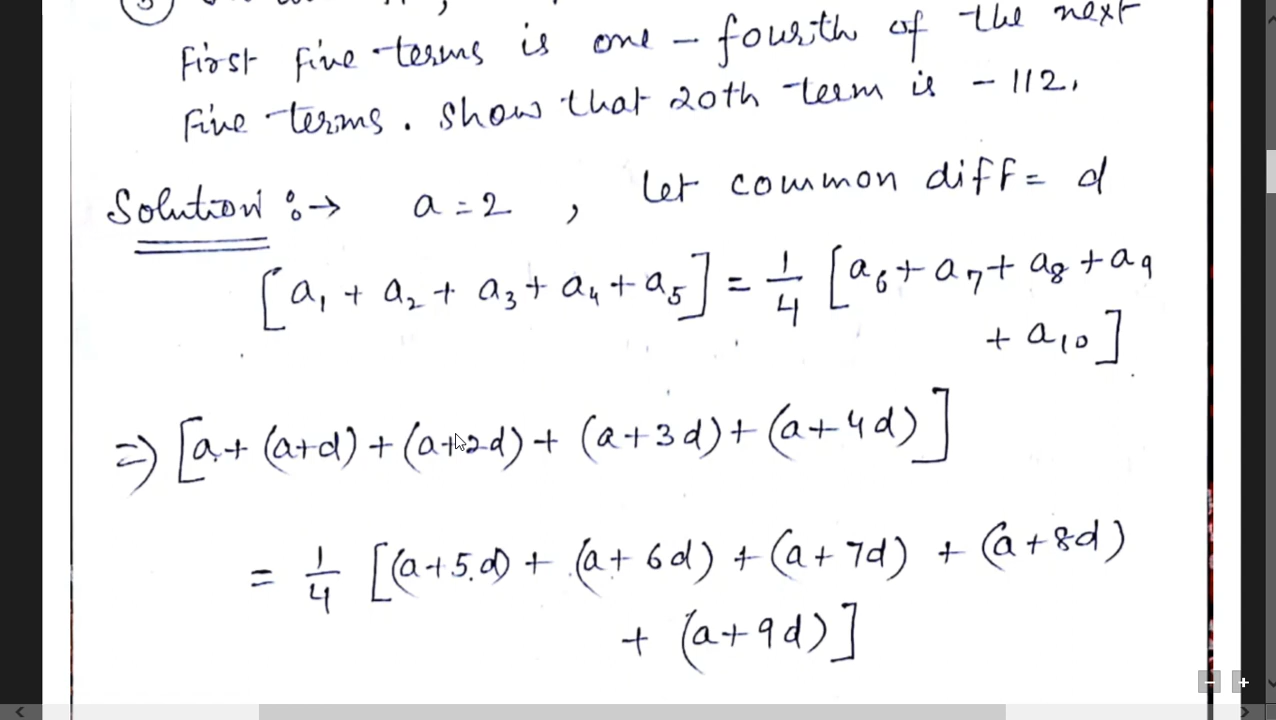 3
First five terms is one - fourth of the next
five terms. show that 20th term is - 112.
Solution :→ a = 2 , Let common diff = d
[a₁ + a₂ + a₃ + a₄ + a₅] = 1/4 [a₆ + a₇ + a₈ + a₉
+ a₁₀]
⇒ [a + (a+d) + (a+2d) + (a+3d) + (a+4d)]
= 1/4 [(a+5d) + (a+6d) + (a+7d) + (a+8d)
+ (a+9d)]